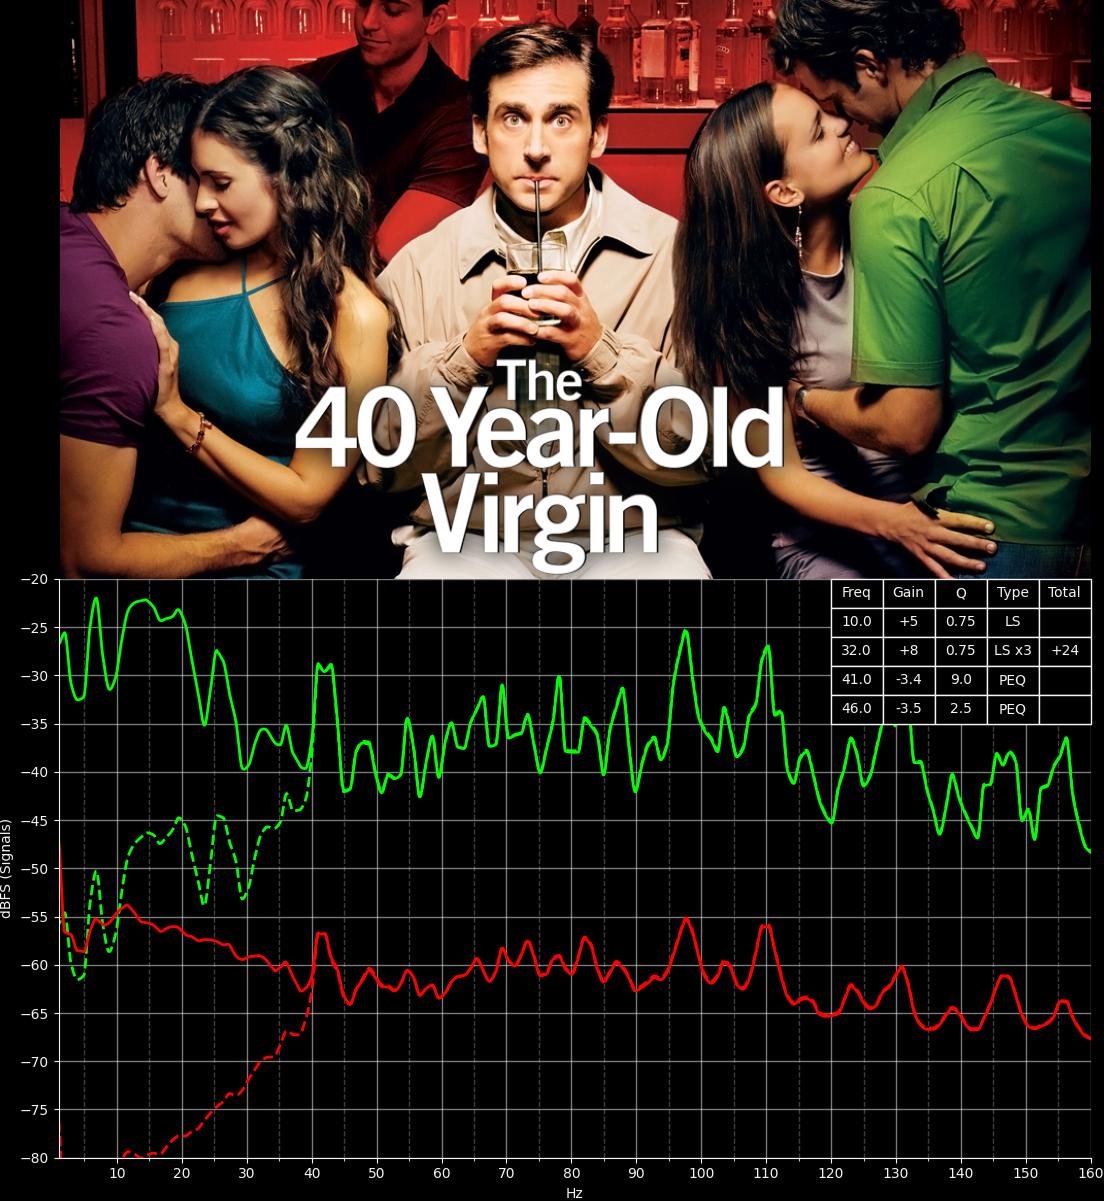 The
40 Year-Old
Virgin
Freq Gain Q Type Total
10.0 +5 0.75 LS
32.0 +8 0.75 LS x3 +24
41.0 -3.4 9.0 PEQ
46.0 -3.5 2.5 PEQ
−20
−25
−30
−35
−40
−45
−50
−55
−60
−65
−70
−75
−80
dBFS (Signals)
10 20 30 40 50 60 70 80 90 100 110 120 130 140 150 160
Hz